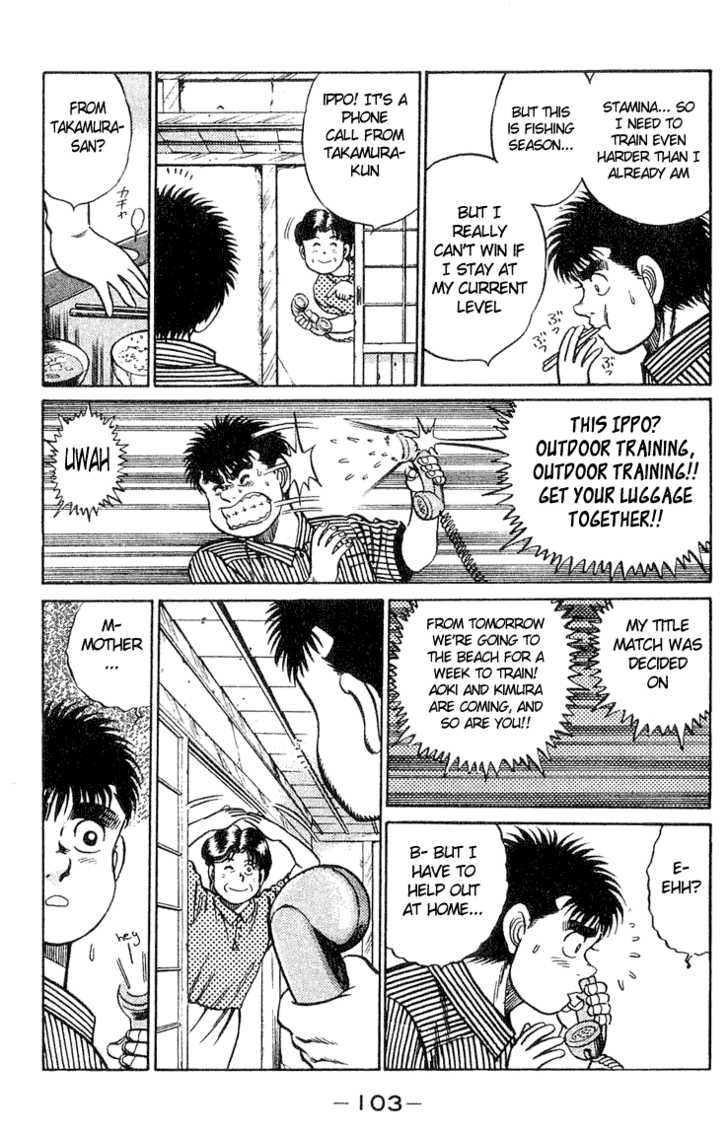 STAMINA... SO
I NEED TO
TRAIN EVEN
HARDER THAN I
ALREADY AM
BUT THIS
IS FISHING
SEASON...
BUT I
REALLY
CAN'T WIN IF
I STAY AT
MY CURRENT
LEVEL
ぶつ
ぶつ
IPPO! IT'S A
PHONE
CALL FROM
TAKAMURA-
KUN
FROM
TAKAMURA-
SAN?
カチャ
THIS IPPO?
OUTDOOR TRAINING,
OUTDOOR TRAINING!!
GET YOUR LUGGAGE
TOGETHER!!
UWAH
MY TITLE
MATCH WAS
DECIDED
ON
FROM TOMORROW
WE'RE GOING TO
THE BEACH FOR A
WEEK TO TRAIN!
AOKI AND KIMURA
ARE COMING, AND
SO ARE YOU!!
E-
EHH?
B- BUT I
HAVE TO
HELP OUT
AT HOME...
M-
MOTHER
...
hey
— 103 —